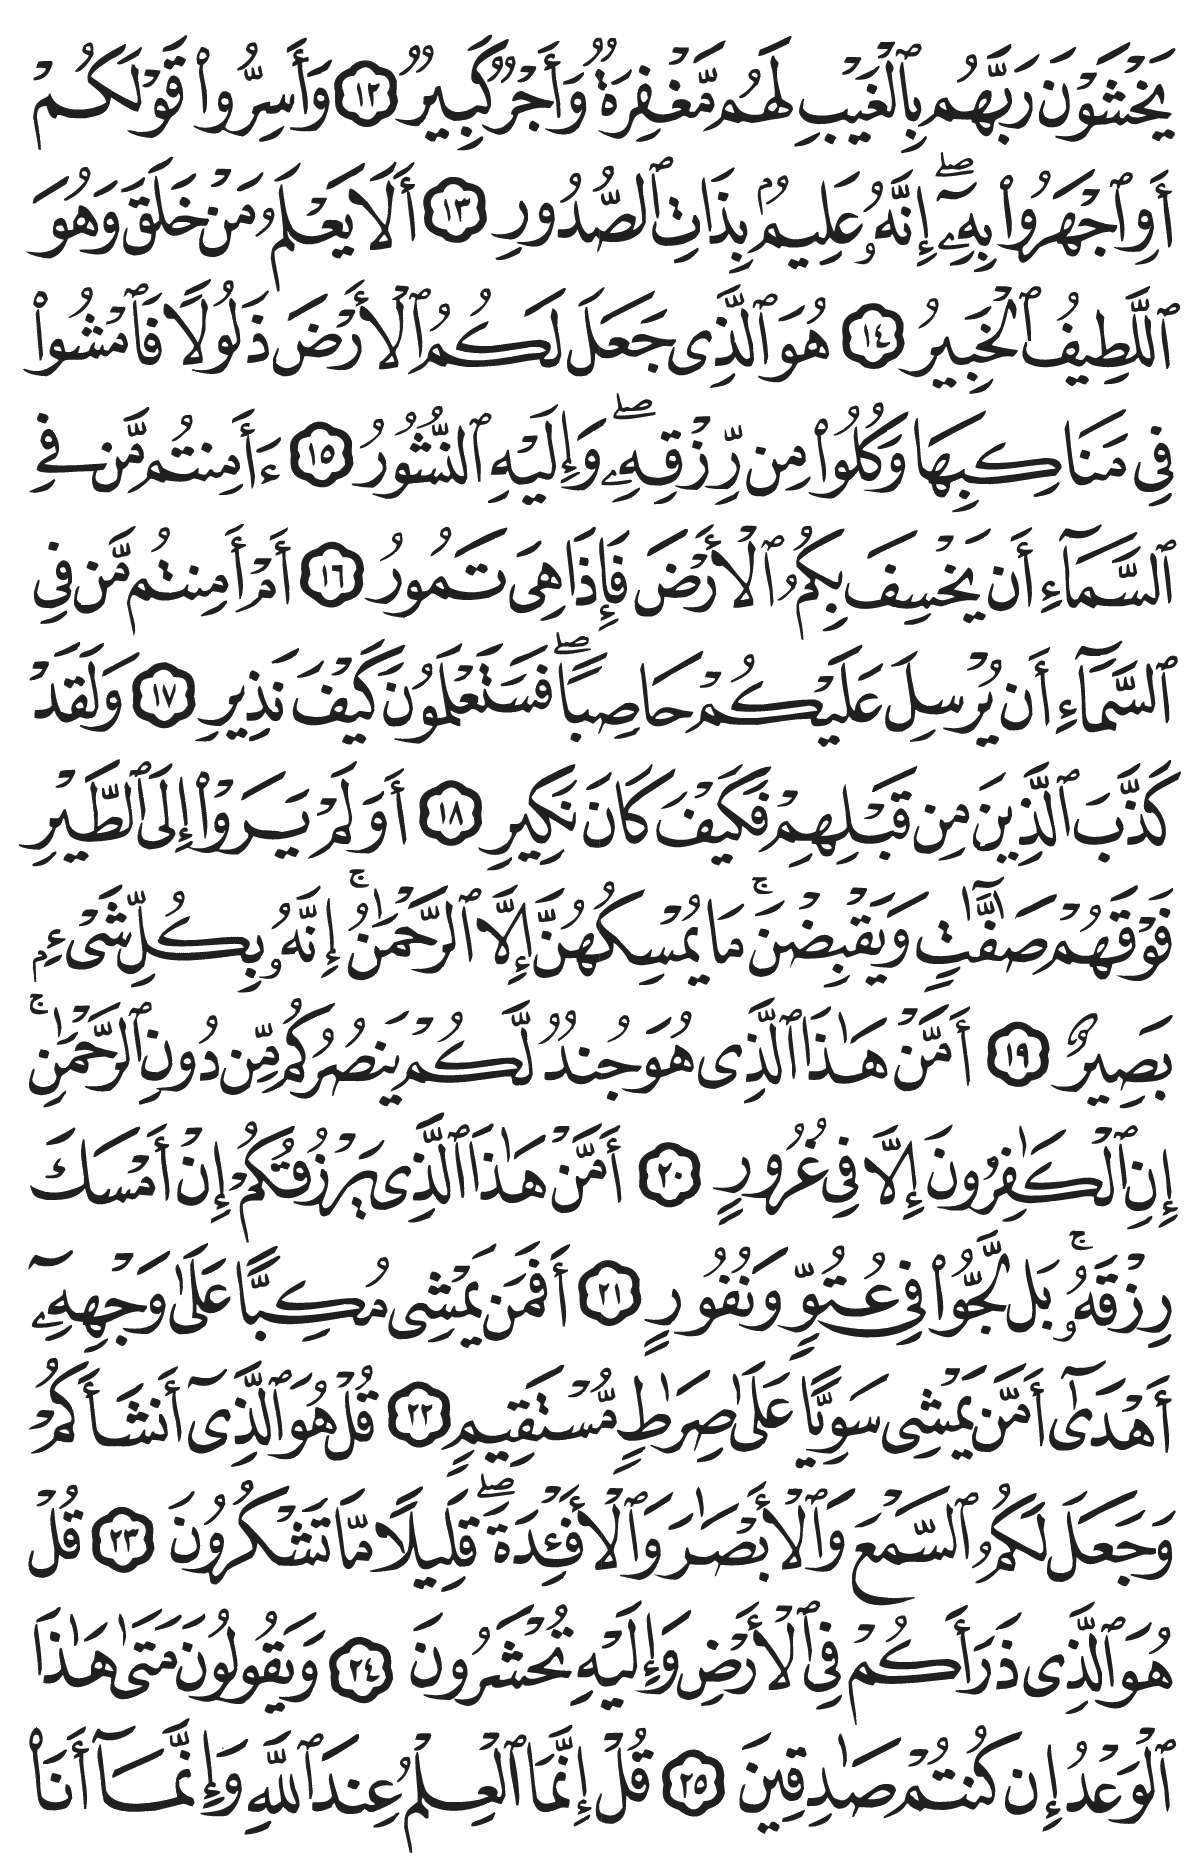 يَخْشَوْنَ رَبَّهُم بِٱلْغَيْبِ لَهُم مَّغْفِرَةٌ وَأَجْرٌ كَبِيرٌ ١٢ وَأَسِرُّوا۟ قَوْلَكُمْ
أَوِ ٱجْهَرُوا۟ بِهِۦٓ ۖ إِنَّهُۥ عَلِيمٌۢ بِذَاتِ ٱلصُّدُورِ ١٣ أَلَا يَعْلَمُ مَنْ خَلَقَ وَهُوَ
ٱللَّطِيفُ ٱلْخَبِيرُ ١٤ هُوَ ٱلَّذِى جَعَلَ لَكُمُ ٱلْأَرْضَ ذَلُولًا فَٱمْشُوا۟
فِى مَنَاكِبِهَا وَكُلُوا۟ مِن رِّزْقِهِۦ ۖ وَإِلَيْهِ ٱلنُّشُورُ ١٥ ءَأَمِنتُم مَّن فِى
ٱلسَّمَآءِ أَن يَخْسِفَ بِكُمُ ٱلْأَرْضَ فَإِذَا هِىَ تَمُورُ ١٦ أَمْ أَمِنتُم مَّن فِى
ٱلسَّمَآءِ أَن يُرْسِلَ عَلَيْكُمْ حَاصِبًا ۖ فَسَتَعْلَمُونَ كَيْفَ نَذِيرِ ١٧ وَلَقَدْ
كَذَّبَ ٱلَّذِينَ مِن قَبْلِهِمْ فَكَيْفَ كَانَ نَكِيرِ ١٨ أَوَلَمْ يَرَوْا۟ إِلَى ٱلطَّيْرِ
فَوْقَهُمْ صَٰٓفَّٰتٍ وَيَقْبِضْنَ ۚ مَا يُمْسِكُهُنَّ إِلَّا ٱلرَّحْمَٰنُ ۚ إِنَّهُۥ بِكُلِّ شَىْءٍۭ
بَصِيرٌ ١٩ أَمَّنْ هَٰذَا ٱلَّذِى هُوَ جُندٌ لَّكُمْ يَنصُرُكُم مِّن دُونِ ٱلرَّحْمَٰنِ ۚ
إِنِ ٱلْكَٰفِرُونَ إِلَّا فِى غُرُورٍ ٢٠ أَمَّنْ هَٰذَا ٱلَّذِى يَرْزُقُكُمْ إِنْ أَمْسَكَ
رِزْقَهُۥ ۚ بَل لَّجُّوا۟ فِى عُتُوٍّ وَنُفُورٍ ٢١ أَفَمَن يَمْشِى مُكِبًّا عَلَىٰ وَجْهِهِۦٓ
أَهْدَىٰٓ أَمَّن يَمْشِى سَوِيًّا عَلَىٰ صِرَٰطٍ مُّسْتَقِيمٍ ٢٢ قُلْ هُوَ ٱلَّذِىٓ أَنشَأَكُمْ
وَجَعَلَ لَكُمُ ٱلسَّمْعَ وَٱلْأَبْصَٰرَ وَٱلْأَفْـِٔدَةَ ۖ قَلِيلًا مَّا تَشْكُرُونَ ٢٣ قُلْ
هُوَ ٱلَّذِى ذَرَأَكُمْ فِى ٱلْأَرْضِ وَإِلَيْهِ تُحْشَرُونَ ٢٤ وَيَقُولُونَ مَتَىٰ هَٰذَا
ٱلْوَعْدُ إِن كُنتُمْ صَٰدِقِينَ ٢٥ قُلْ إِنَّمَا ٱلْعِلْمُ عِندَ ٱللَّهِ وَإِنَّمَآ أَنَا۠